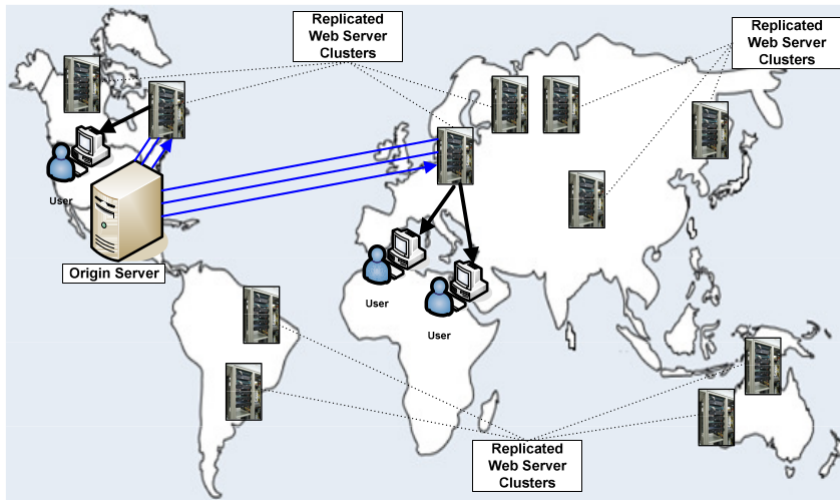 Replicated
Web Server
Clusters
Replicated
Web Server
Clusters
User
Origin Server
User
User
Replicated
Web Server
Clusters